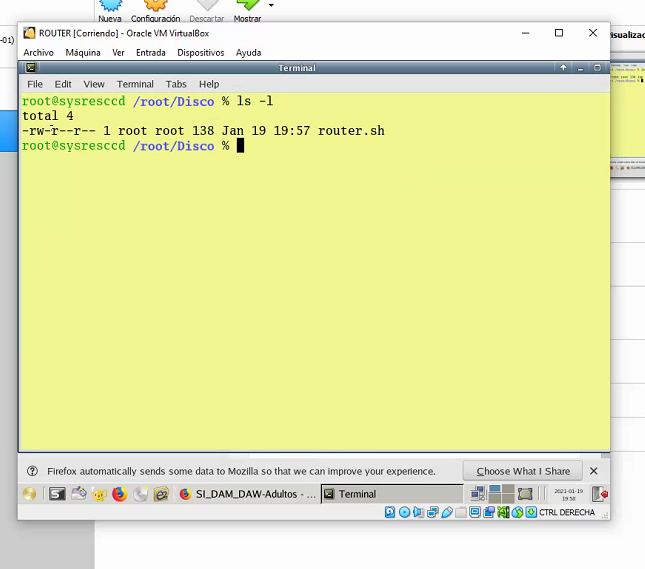 Nueva Configuración Descartar Mostrar
-01)
ROUTER [Corriendo] - Oracle VM VirtualBox
Archivo Máquina Ver Entrada Dispositivos Ayuda
Terminal
File Edit View Terminal Tabs Help
root@sysresccd /root/Disco % ls -l
total 4
-rw-r--r-- 1 root root 138 Jan 19 19:57 router.sh
root@sysresccd /root/Disco %
Firefox automatically sends some data to Mozilla so that we can improve your experience. Choose What I Share
SI_DAM_DAW-Adultos - ... Terminal 2021-01-19
19:58
CTRL DERECHA